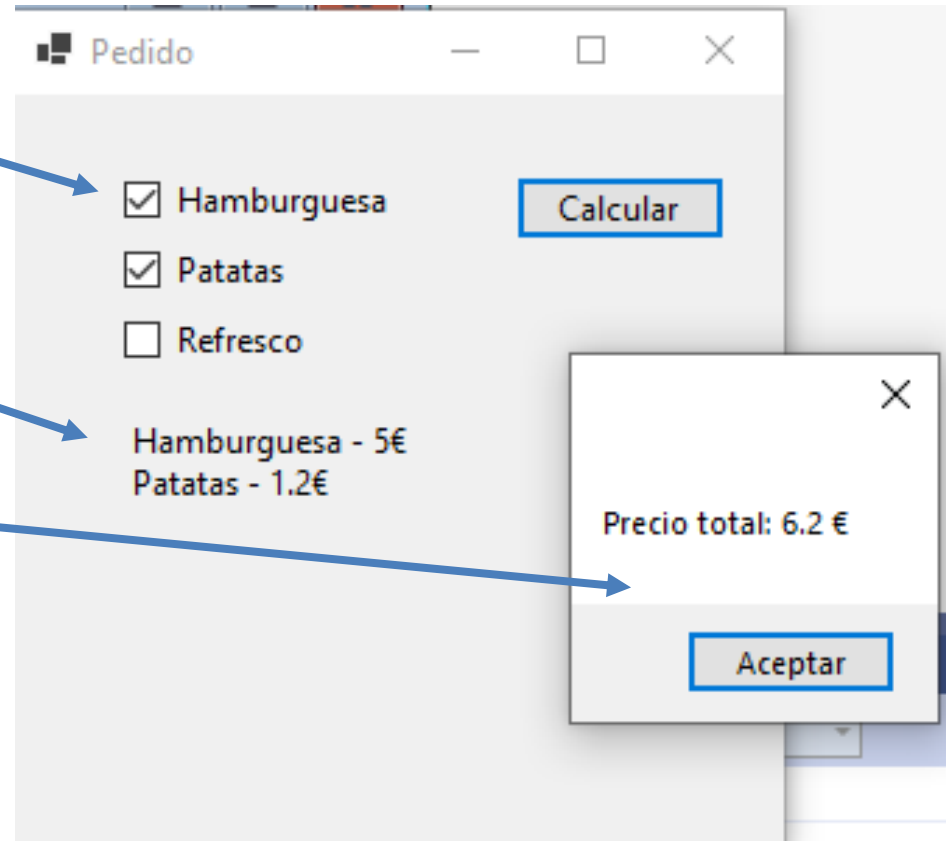 Pedido
Hamburguesa
Calcular
Patatas
Refresco
Hamburguesa - 5€
Patatas - 1.2€
Precio total: 6.2 €
Aceptar